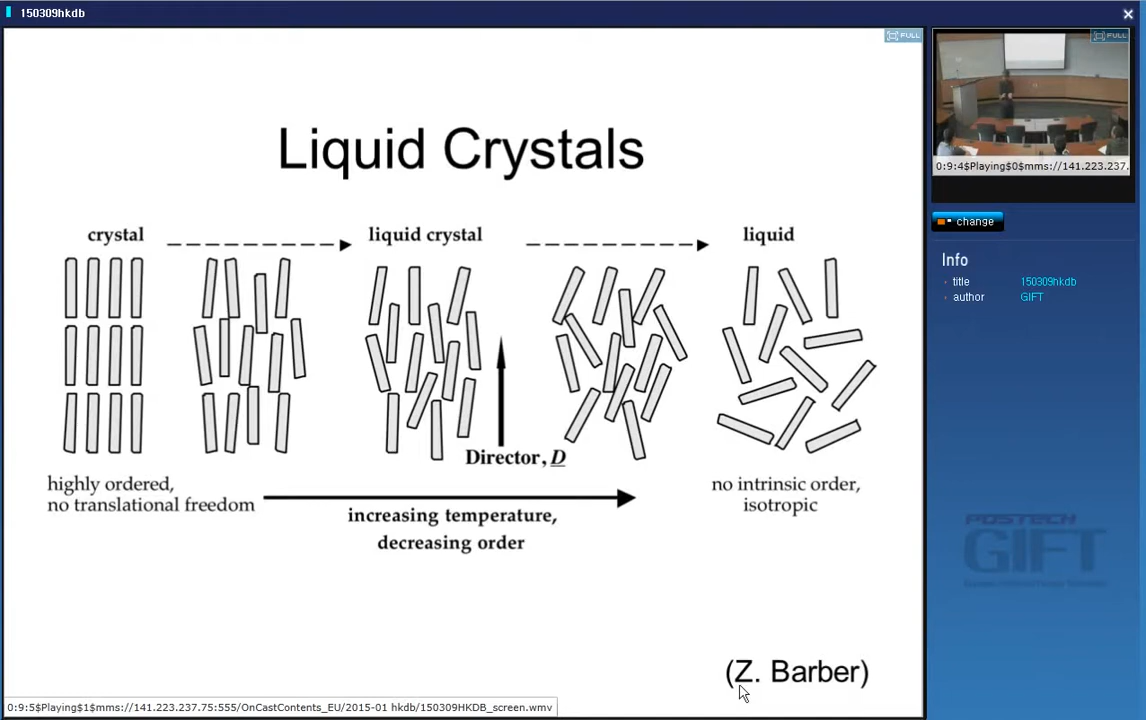 150309hkdb
FULL
Liquid Crystals
crystal
liquid crystal
liquid
Director, D
highly ordered,
no translational freedom
increasing temperature,
decreasing order
no intrinsic order,
isotropic
(Z. Barber)
0:9:5$Playing$1$mms://141.223.237.75:555/OnCastContents_EU/2015-01 hkdb/150309HKDB_screen.wmv
FULL
0:9:4$Playing$0$mms://141.223.237.
change
Info
title 150309hkdb
author GIFT
POSTECH
GIFT